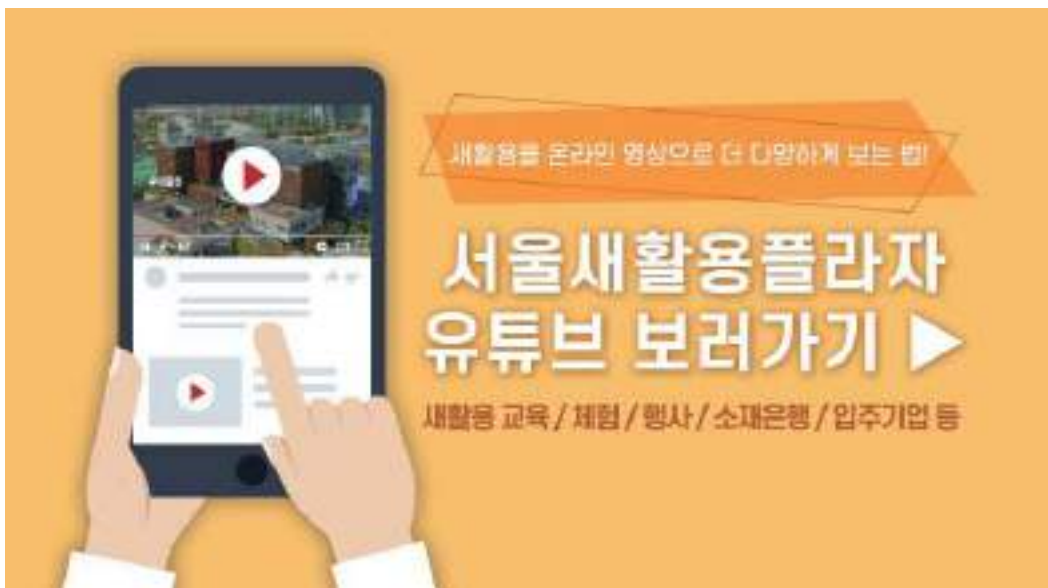 새활용을 온라인 영상으로 더 다양하게 보는 법!
서울새활용플라자
유튜브 보러가기 ▶
새활용 교육 / 체험 / 행사 / 소재은행 / 입주기업 등